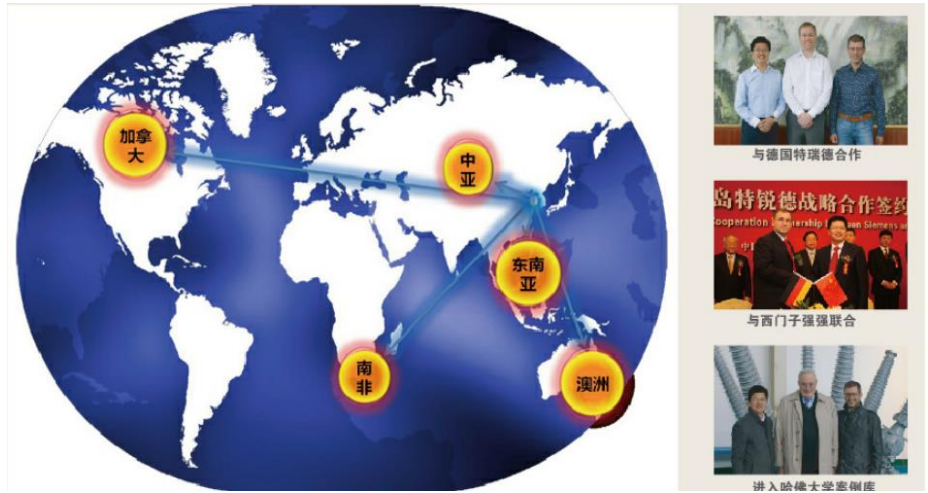 加拿
大
中
亚
东南
亚
南
非
澳洲
与德国特瑞德合作
岛特锐德战略合作签约
Cooperation
Siemens
与西门子强强联合
进入哈佛大学案例库